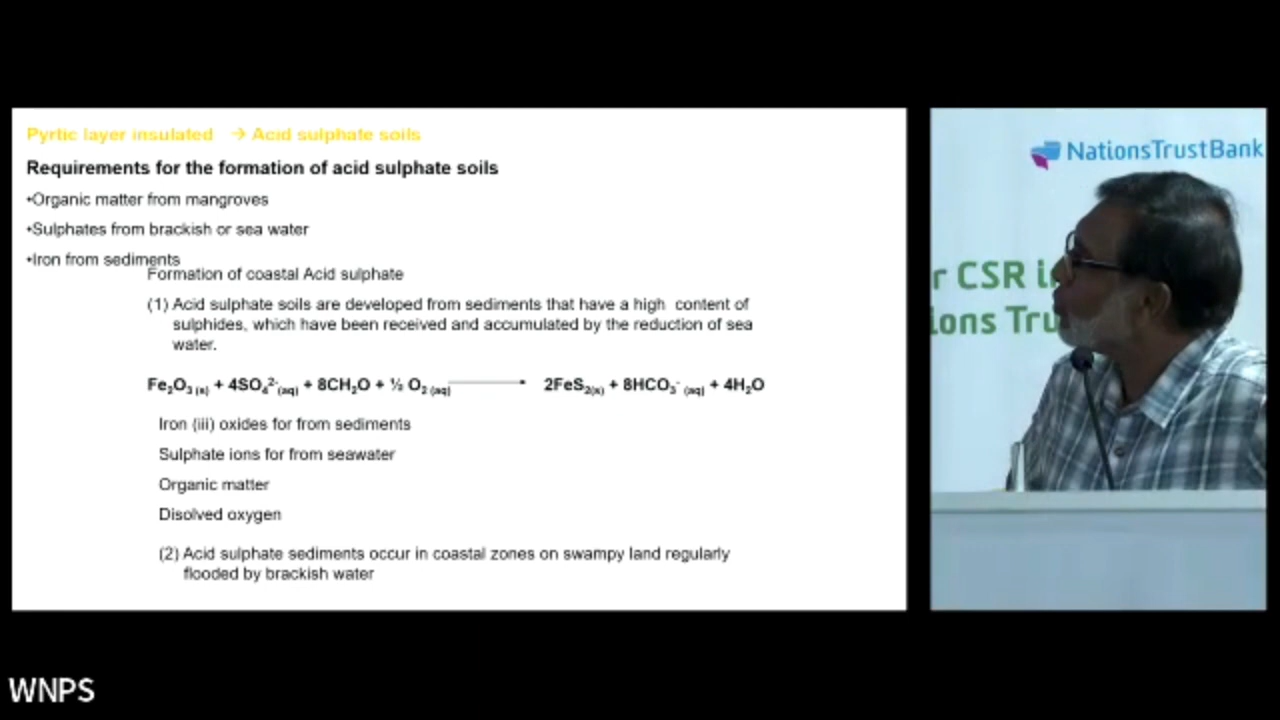 Pyrtic layer insulated → Acid sulphate soils
Requirements for the formation of acid sulphate soils
•Organic matter from mangroves
•Sulphates from brackish or sea water
•Iron from sediments
Formation of coastal Acid sulphate
(1) Acid sulphate soils are developed from sediments that have a high content of
sulphides, which have been received and accumulated by the reduction of sea
water.
Fe₂O₃ (s) + 4SO₄²⁻ (aq) + 8CH₂O + ½ O₂ (aq) → 2FeS₂(s) + 8HCO₃⁻ (aq) + 4H₂O
Iron (iii) oxides for from sediments
Sulphate ions for from seawater
Organic matter
Disolved oxygen
(2) Acid sulphate sediments occur in coastal zones on swampy land regularly
flooded by brackish water
NationsTrustBank
r CSR i
ions Tru
WNPS